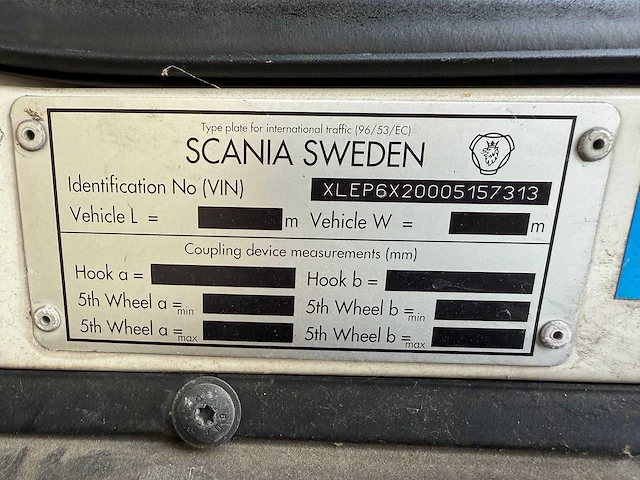 Type plate for international traffic (96/53/EC)
SCANIA SWEDEN
Identification No (VIN) XLEP6X20005157313
Vehicle L = m Vehicle W = m
Coupling device measurements (mm)
Hook a = Hook b =
5th Wheel a = min 5th Wheel b = min
5th Wheel a = max 5th Wheel b = max